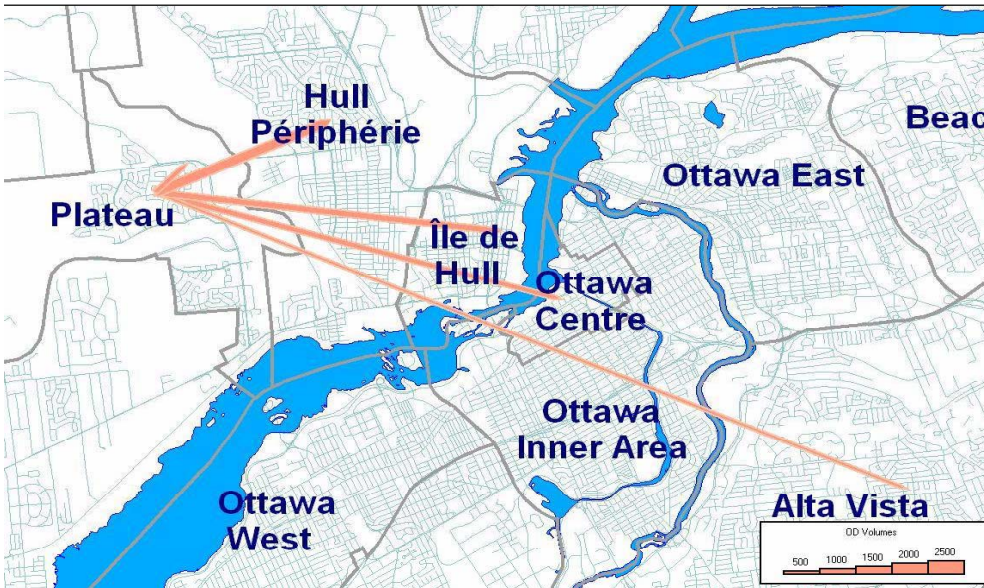 Hull
Périphérie
Beac
Ottawa East
Plateau
Île de
Hull
Ottawa
Centre
Ottawa
Inner Area
Ottawa
West
Alta Vista
OD Volumes
500 1000 1500 2000 2500